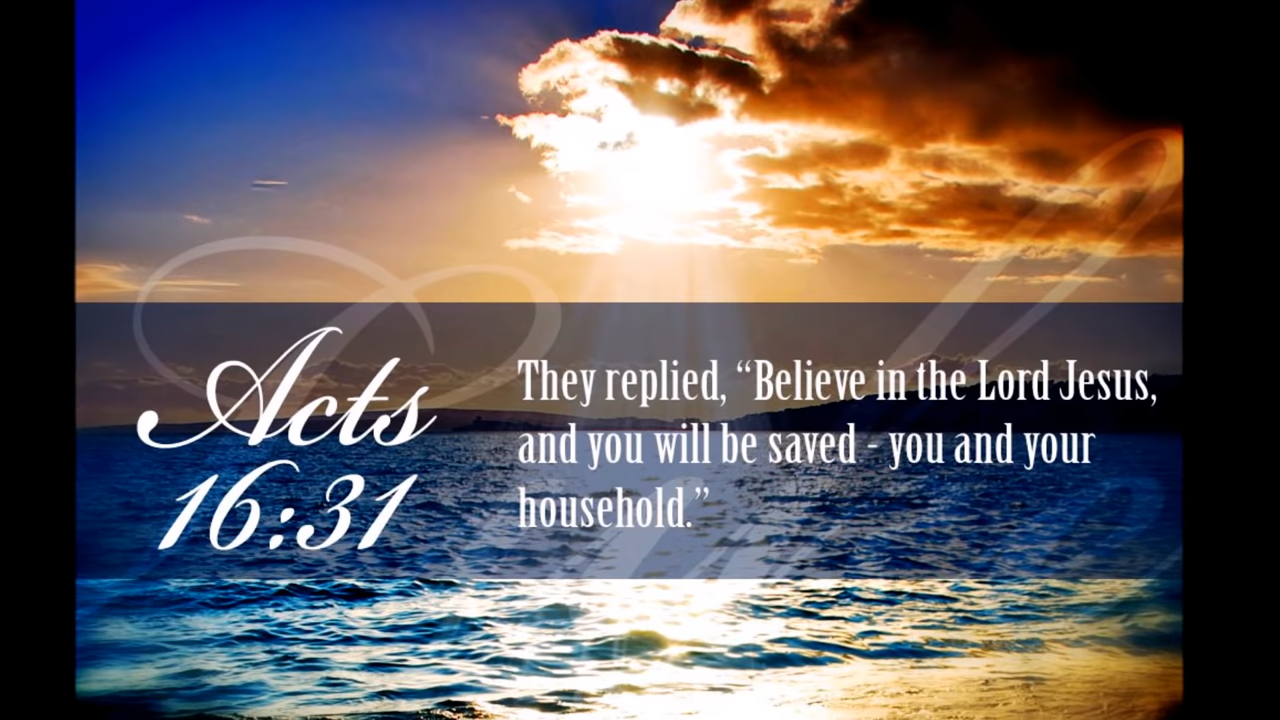 Acts
16:31
They replied, “Believe in the Lord Jesus,
and you will be saved - you and your
household.”